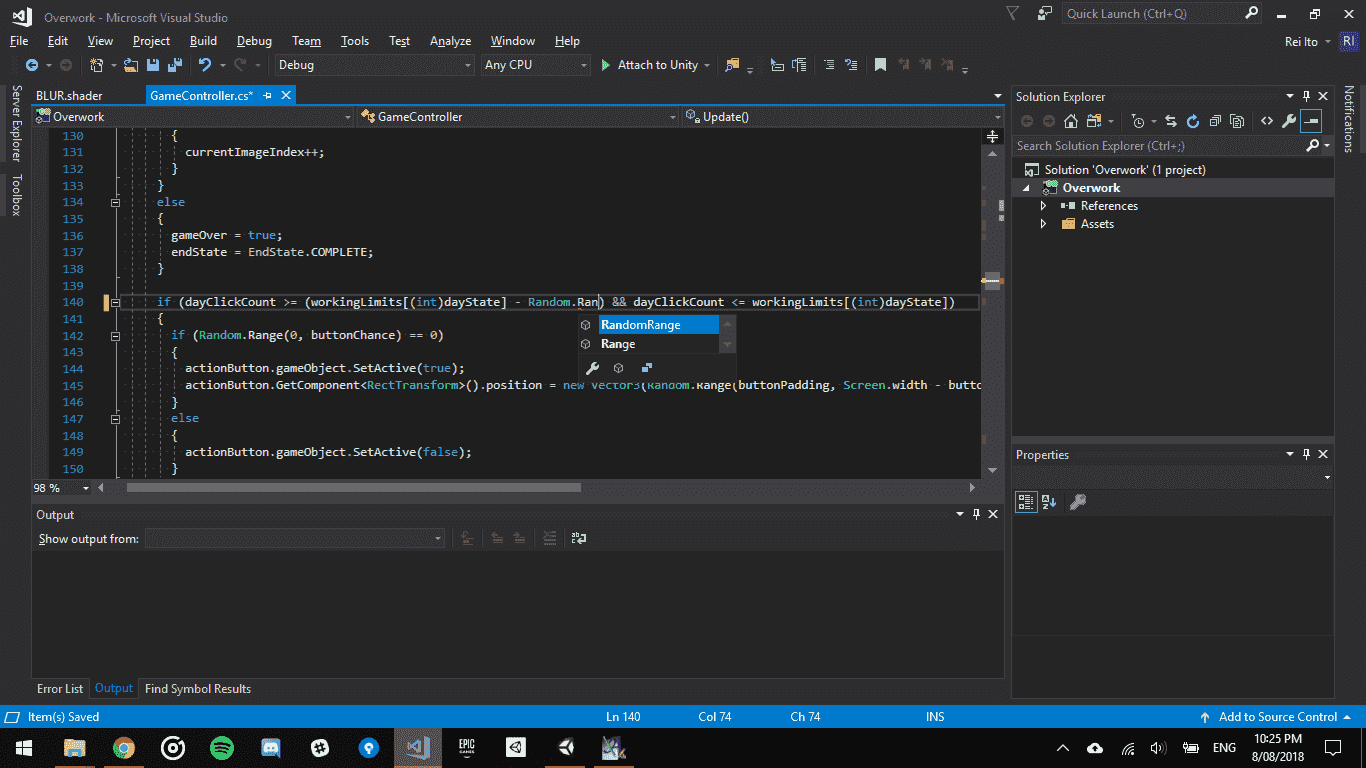 Overwork - Microsoft Visual Studio
Quick Launch (Ctrl+Q)
File Edit View Project Build Debug Team Tools Test Analyze Window Help
Rei Ito RI
Debug Any CPU Attach to Unity
Server Explorer
Toolbox
BLUR.shader GameController.cs*
Overwork GameController Update()
130 {
131 currentImageIndex++;
132 }
133 }
134 else
135 {
136 gameOver = true;
137 endState = EndState.COMPLETE;
138 }
139
140 if (dayClickCount >= (workingLimits[(int)dayState] - Random.Ran) && dayClickCount <= workingLimits[(int)dayState])
141 {
142 if (Random.Range(0, buttonChance) == 0)
143 {
144 actionButton.gameObject.SetActive(true);
145 actionButton.GetComponent<RectTransform>().position = new Vector3(Random.Range(buttonPadding, Screen.width - butto
146 }
147 else
148 {
149 actionButton.gameObject.SetActive(false);
150 }
RandomRange
Range
98 %
Output
Show output from:
Error List Output Find Symbol Results
Solution Explorer
Search Solution Explorer (Ctrl+;)
Solution 'Overwork' (1 project)
Overwork
References
Assets
Properties
Notifications
Item(s) Saved Ln 140 Col 74 Ch 74 INS Add to Source Control
EPIC
GAMES
ENG
10:25 PM
8/08/2018